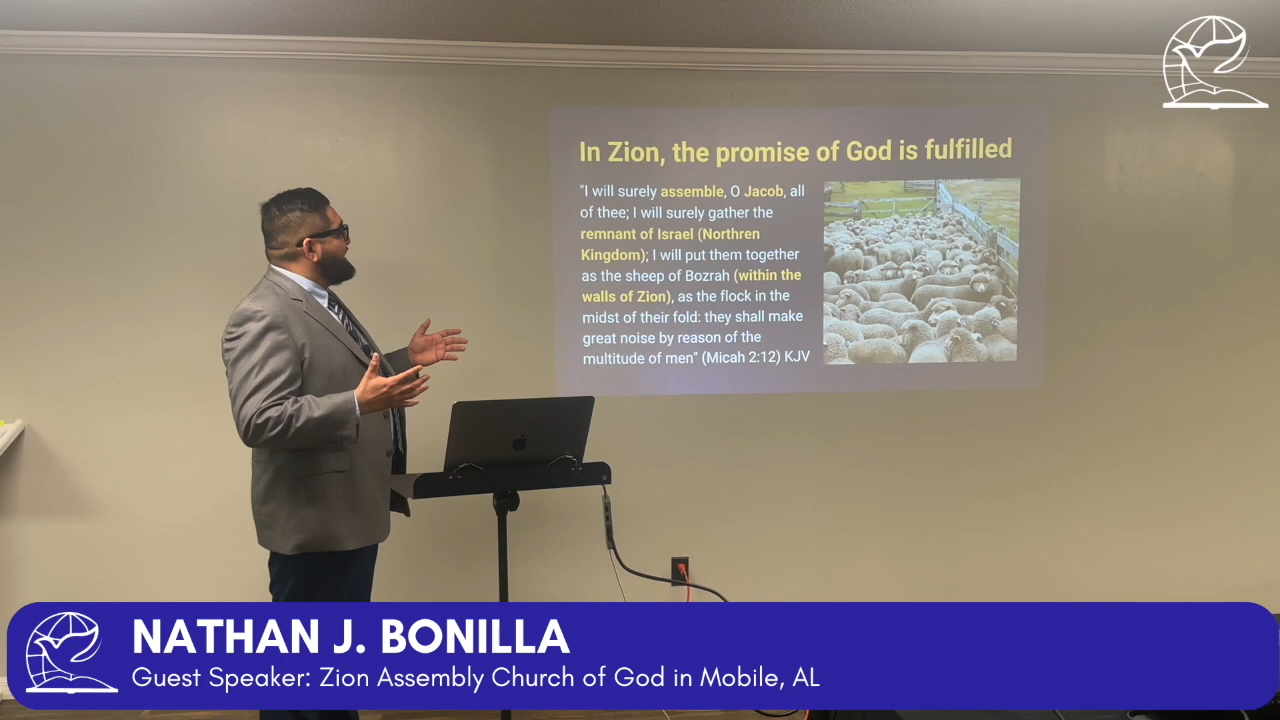 In Zion, the promise of God is fulfilled
"I will surely assemble, O Jacob, all
of thee; I will surely gather the
remnant of Israel (Northren
Kingdom); I will put them together
as the sheep of Bozrah (within the
walls of Zion), as the flock in the
midst of their fold: they shall make
great noise by reason of the
multitude of men" (Micah 2:12) KJV
NATHAN J. BONILLA
Guest Speaker: Zion Assembly Church of God in Mobile, AL